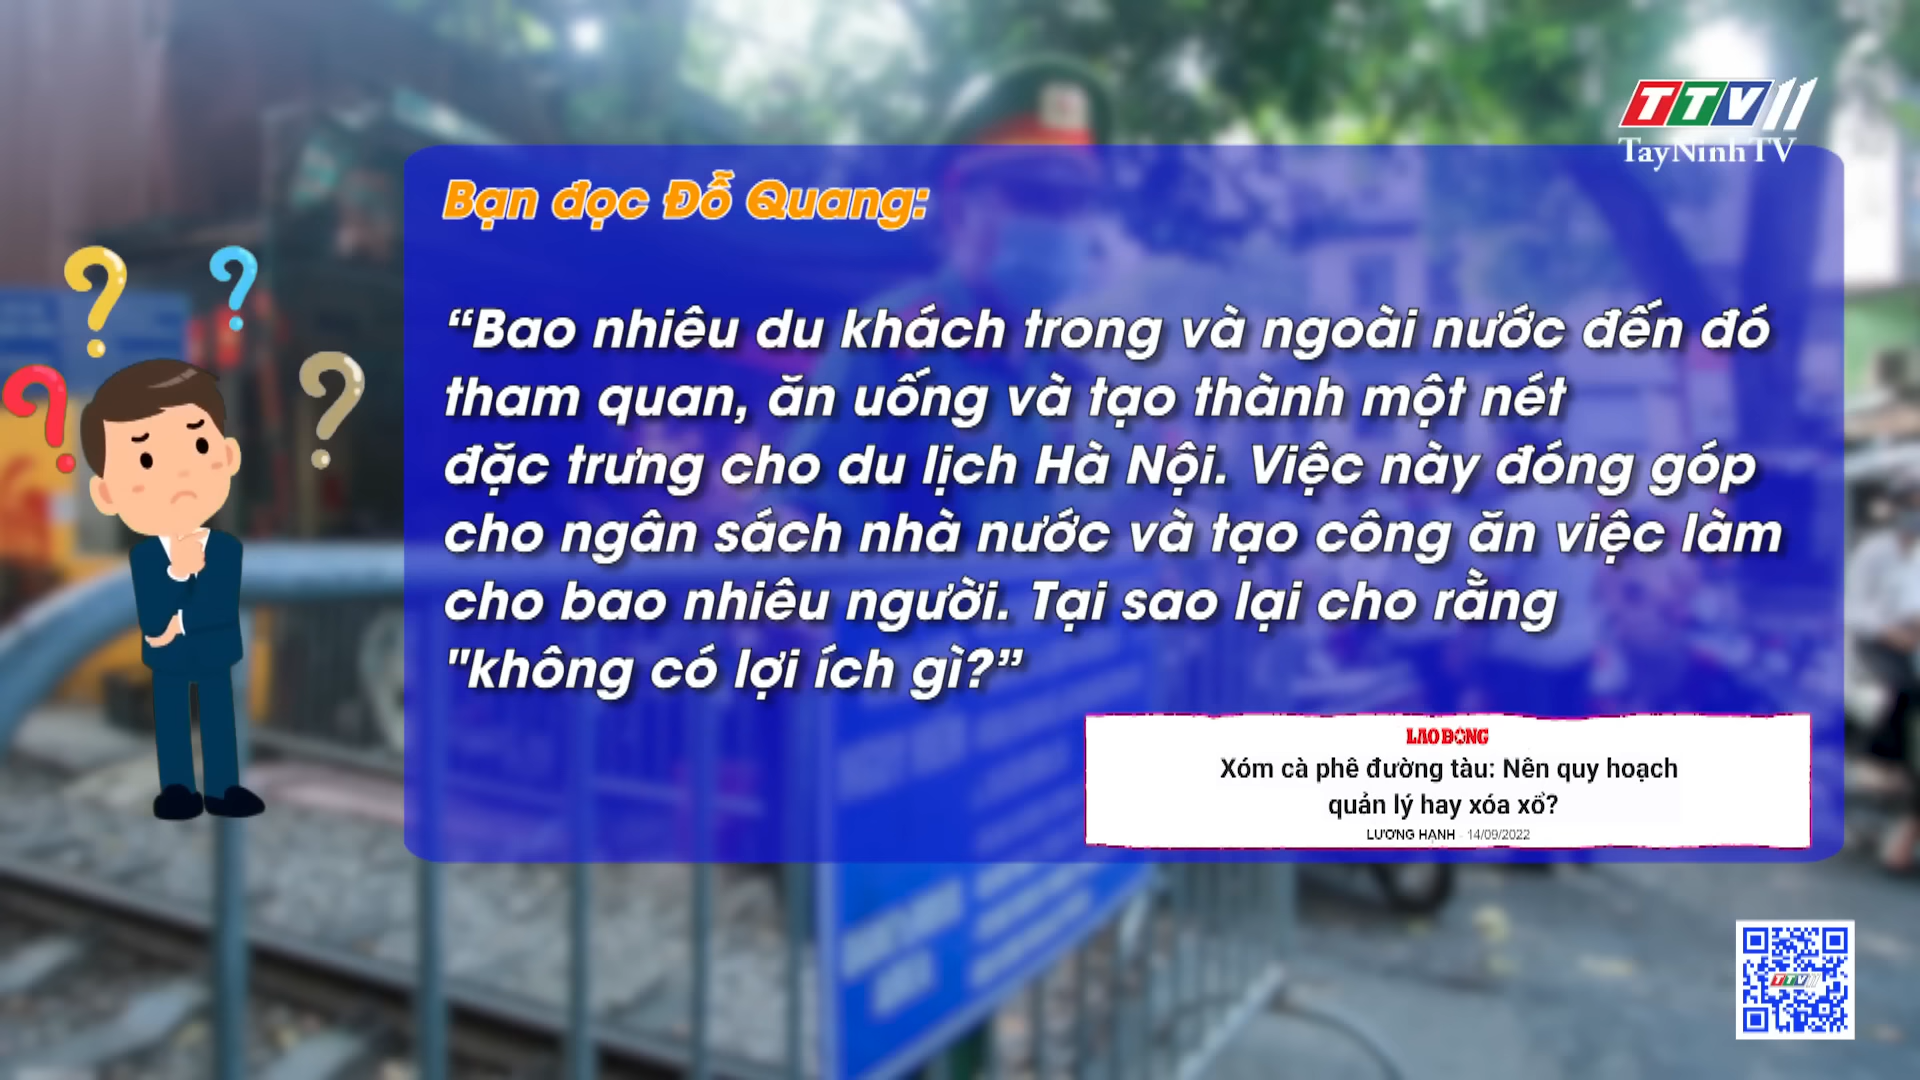 TTV11
TayNinhTV
Bạn đọc Đỗ Quang:
“Bao nhiêu du khách trong và ngoài nước đến đó
tham quan, ăn uống và tạo thành một nét
đặc trưng cho du lịch Hà Nội. Việc này đóng góp
cho ngân sách nhà nước và tạo công ăn việc làm
cho bao nhiêu người. Tại sao lại cho rằng
"không có lợi ích gì?”
LAO ĐỘNG
Xóm cà phê đường tàu: Nên quy hoạch
quản lý hay xóa xổ?
LƯƠNG HẠNH - 14/09/2022
TTV11